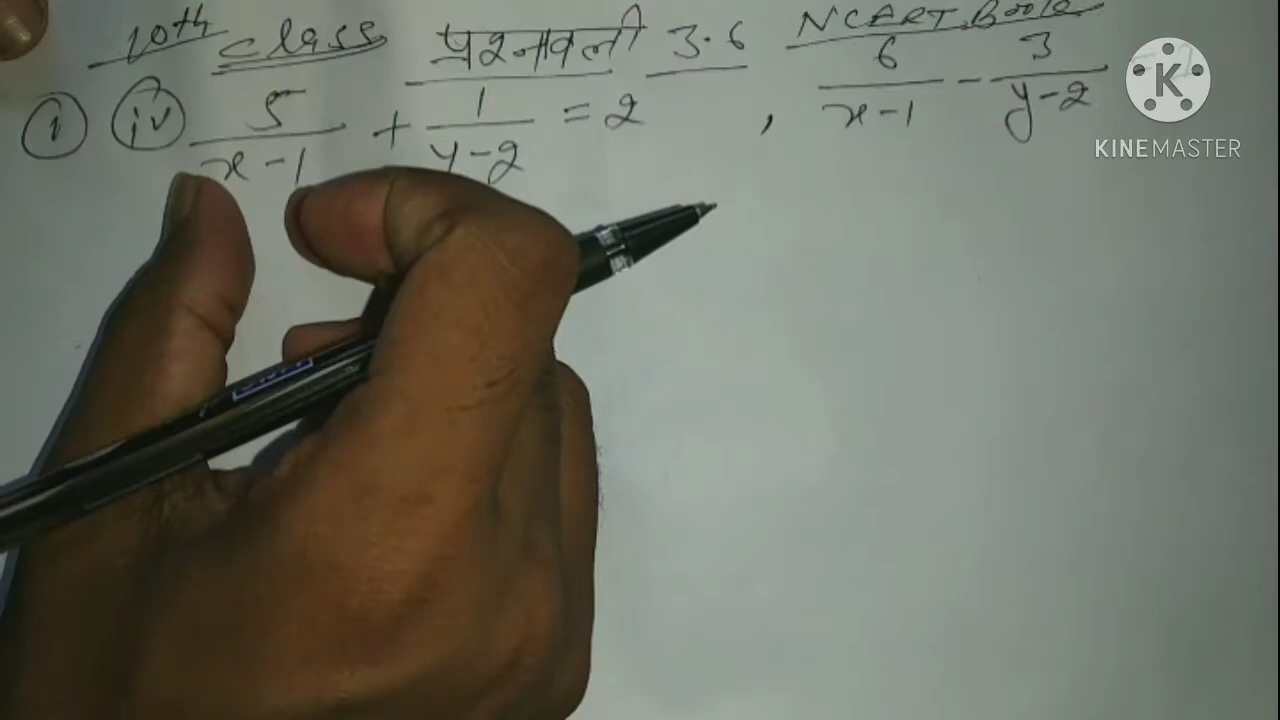 10th class प्रश्नावली 3.6 NCERT Book
(i) (iv) 5/(x-1) + 1/(y-2) = 2 , 6/(x-1) - 3/(y-2)
KINEMASTER